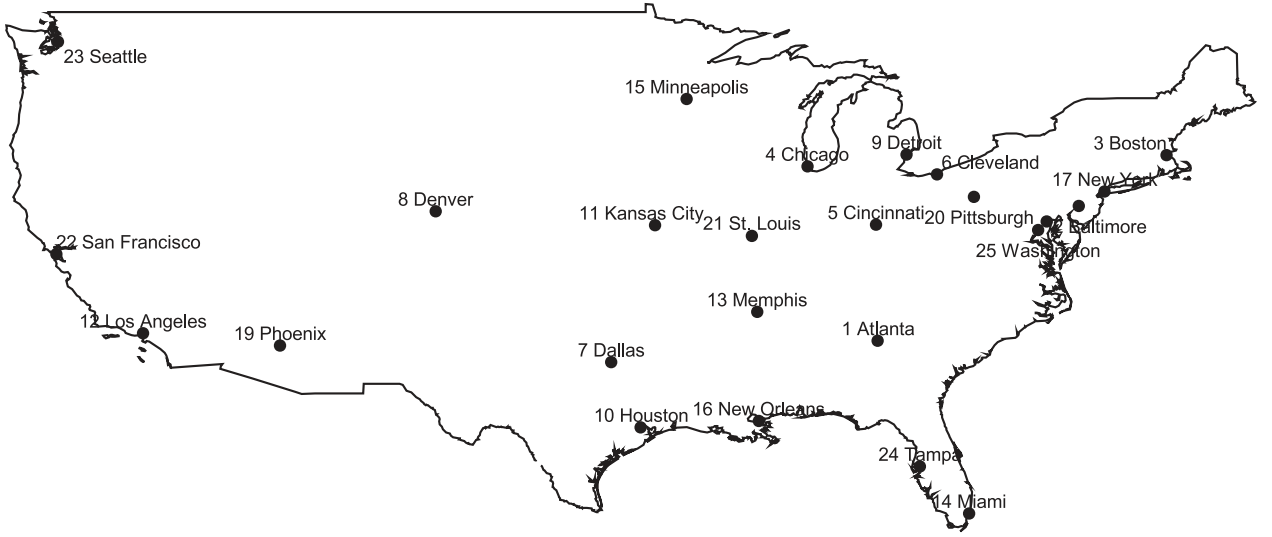 23 Seattle
15 Minneapolis
9 Detroit
3 Boston
4 Chicago
6 Cleveland
17 New York
8 Denver
11 Kansas City
21 St. Louis
5 Cincinnati
20 Pittsburgh
2 Baltimore
22 San Francisco
25 Washington
13 Memphis
12 Los Angeles
19 Phoenix
1 Atlanta
7 Dallas
10 Houston
16 New Orleans
24 Tampa
14 Miami